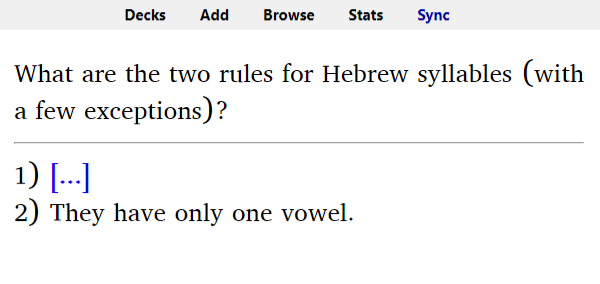 Decks Add Browse Stats Sync
What are the two rules for Hebrew syllables (with
a few exceptions)?
1) [...]
2) They have only one vowel.